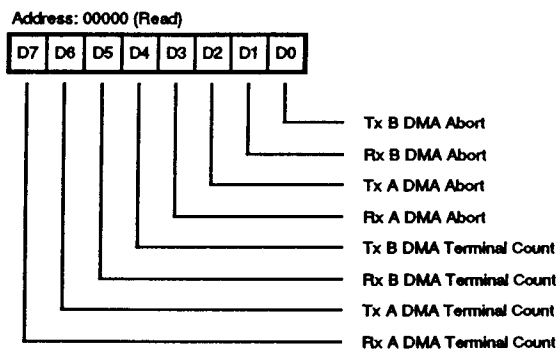 Address: 00000 (Read)
D7 D6 D5 D4 D3 D2 D1 D0
Tx B DMA Abort
Rx B DMA Abort
Tx A DMA Abort
Rx A DMA Abort
Tx B DMA Terminal Count
Rx B DMA Terminal Count
Tx A DMA Terminal Count
Rx A DMA Terminal Count